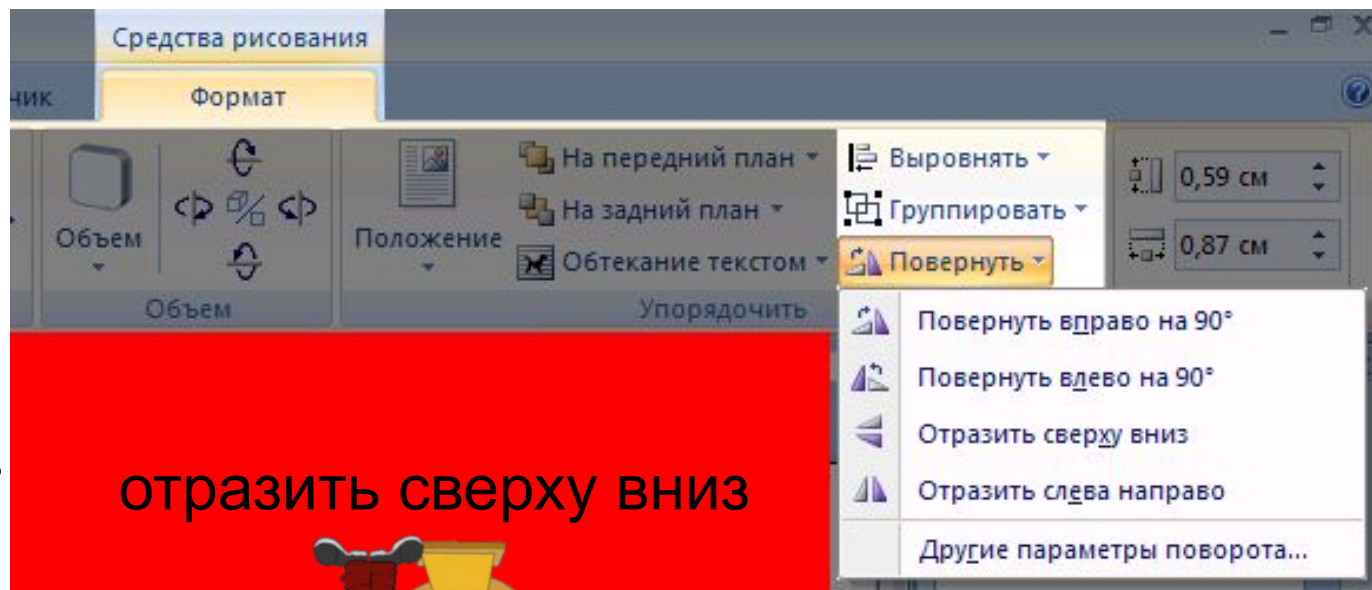 Средства рисования
Формат
Объем
Объем
Положение
На передний план
На задний план
Обтекание текстом
Упорядочить
Выровнять
Группировать
Повернуть
0,59 см
0,87 см
Повернуть вправо на 90°
Повернуть влево на 90°
Отразить сверху вниз
Отразить слева направо
Другие параметры поворота...
отразить сверху вниз